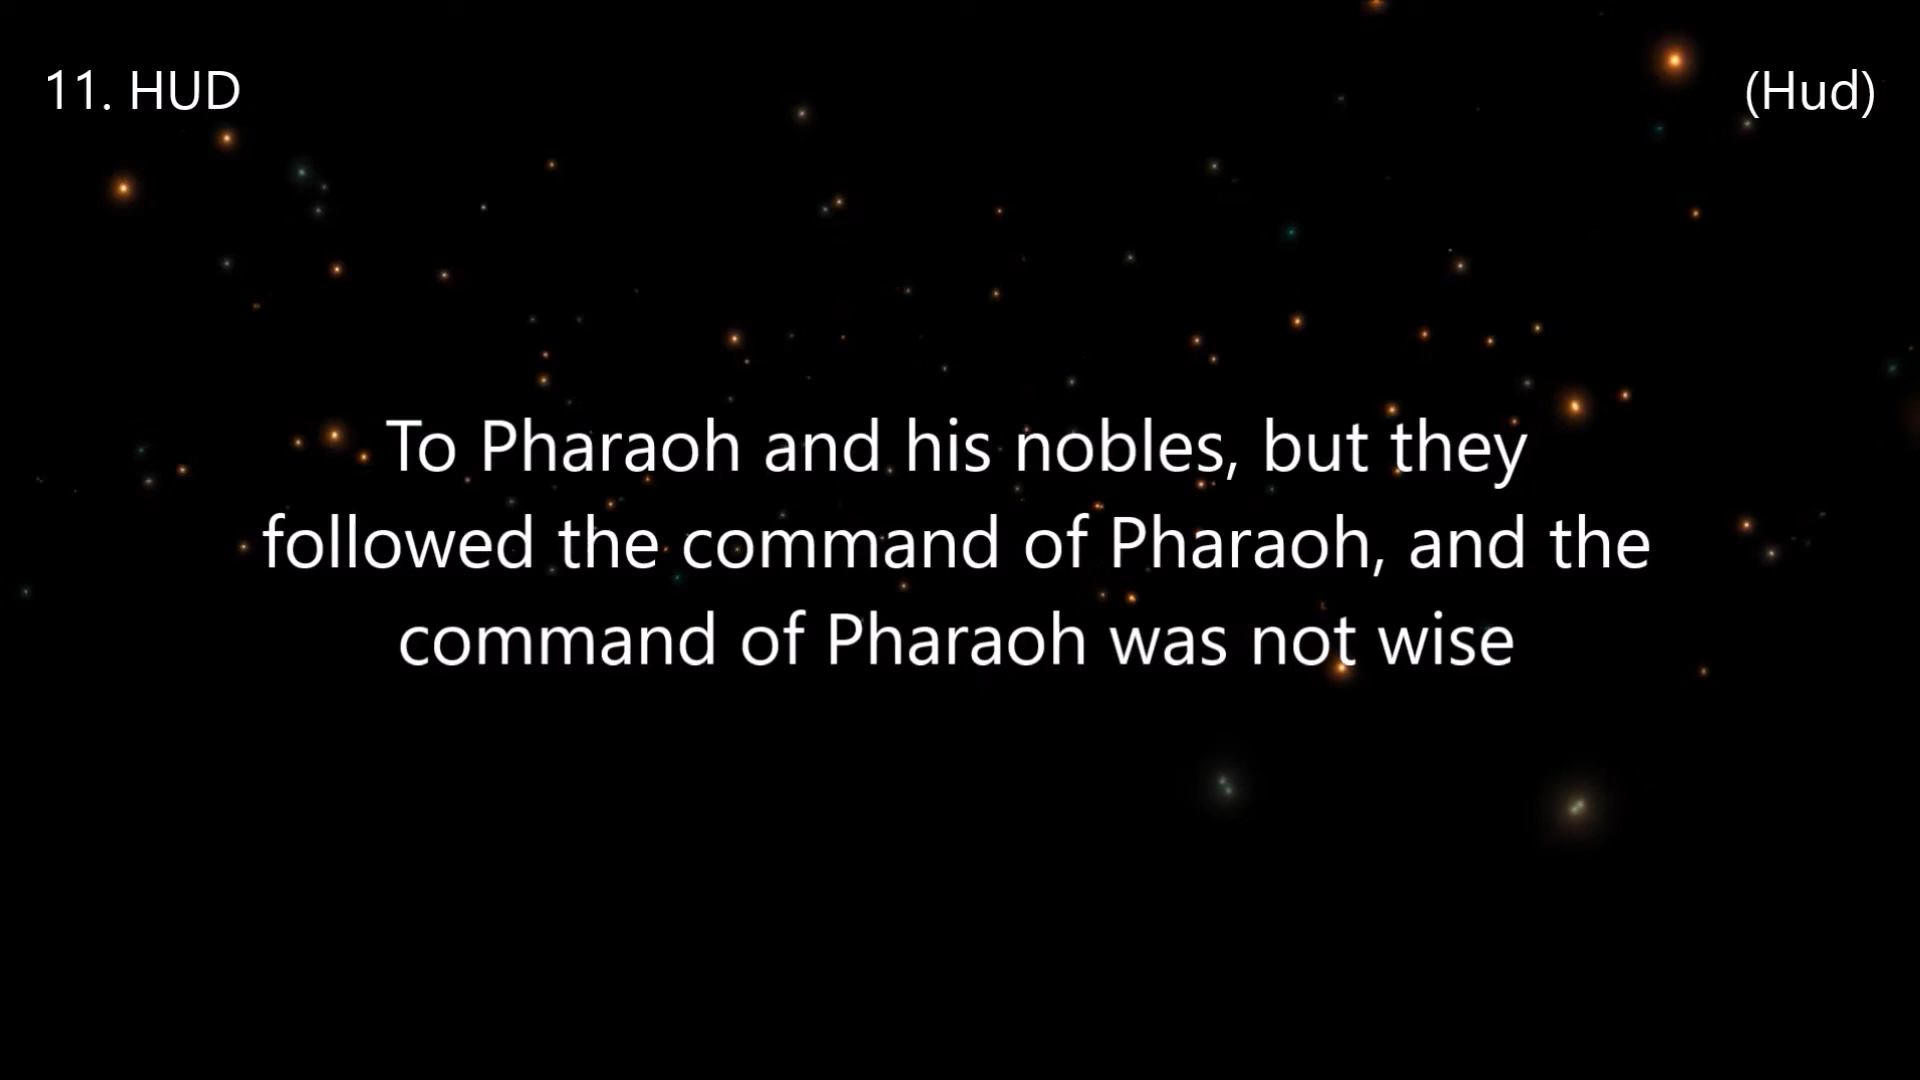 11. HUD
(Hud)
To Pharaoh and his nobles, but they
followed the command of Pharaoh, and the
command of Pharaoh was not wise